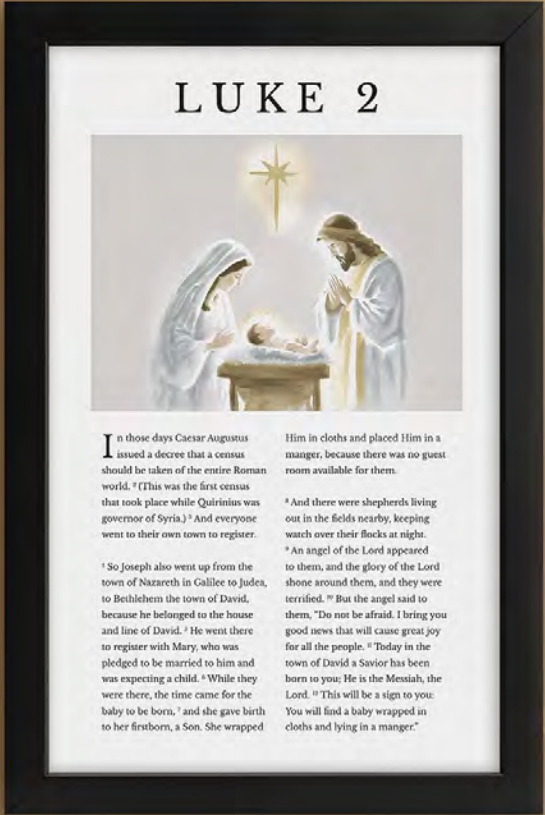 LUKE 2
In those days Caesar Augustus
issued a decree that a census
should be taken of the entire Roman
world. ² (This was the first census
that took place while Quirinius was
governor of Syria.) ³ And everyone
went to their own town to register.
⁴ So Joseph also went up from the
town of Nazareth in Galilee to Judea,
to Bethlehem the town of David,
because he belonged to the house
and line of David. ⁵ He went there
to register with Mary, who was
pledged to be married to him and
was expecting a child. ⁶ While they
were there, the time came for the
baby to be born, ⁷ and she gave birth
to her firstborn, a Son. She wrapped
Him in cloths and placed Him in a
manger, because there was no guest
room available for them.
⁸ And there were shepherds living
out in the fields nearby, keeping
watch over their flocks at night.
⁹ An angel of the Lord appeared
to them, and the glory of the Lord
shone around them, and they were
terrified. ¹⁰ But the angel said to
them, “Do not be afraid. I bring you
good news that will cause great joy
for all the people. ¹¹ Today in the
town of David a Savior has been
born to you; He is the Messiah, the
Lord. ¹² This will be a sign to you:
You will find a baby wrapped in
cloths and lying in a manger.”